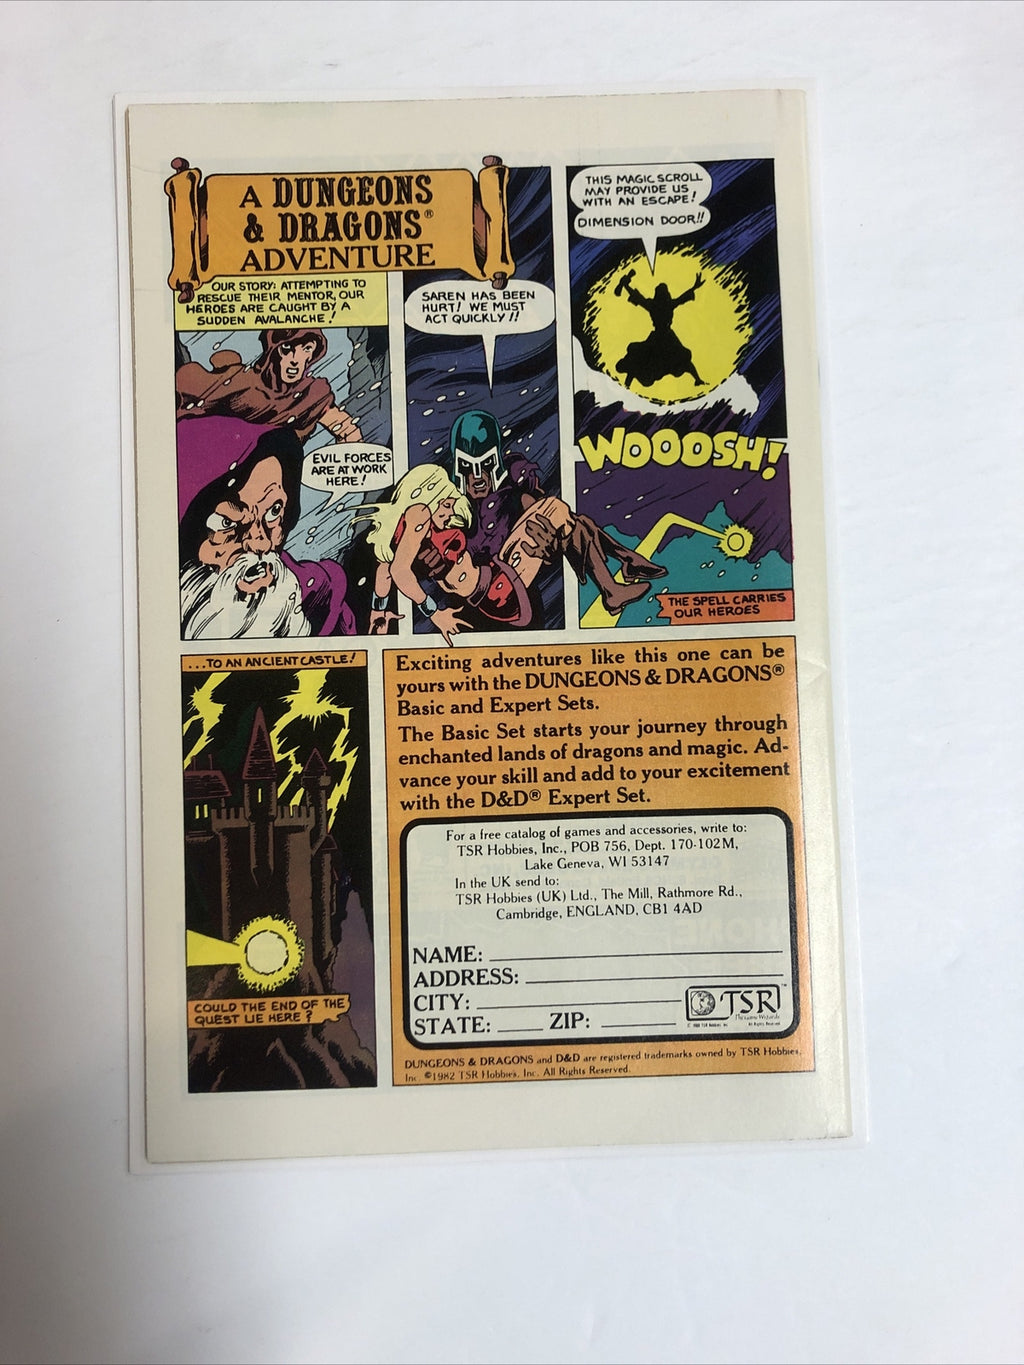 A DUNGEONS
& DRAGONS®
ADVENTURE
OUR STORY: ATTEMPTING TO
RESCUE THEIR MENTOR, OUR
HEROES ARE CAUGHT BY A
SUDDEN AVALANCHE!
EVIL FORCES
ARE AT WORK
HERE!
SAREN HAS BEEN
HURT! WE MUST
ACT QUICKLY!!
THIS MAGIC SCROLL
MAY PROVIDE US
WITH AN ESCAPE!
DIMENSION DOOR!!
WOOOSH!
THE SPELL CARRIES
OUR HEROES
...TO AN ANCIENT CASTLE!
COULD THE END OF THE
QUEST LIE HERE?
Exciting adventures like this one can be
yours with the DUNGEONS & DRAGONS®
Basic and Expert Sets.
The Basic Set starts your journey through
enchanted lands of dragons and magic. Ad-
vance your skill and add to your excitement
with the D&D® Expert Set.
For a free catalog of games and accessories, write to:
TSR Hobbies, Inc., POB 756, Dept. 170-102M,
Lake Geneva, WI 53147
In the UK send to:
TSR Hobbies (UK) Ltd., The Mill, Rathmore Rd.,
Cambridge, ENGLAND, CB1 4AD
NAME:
ADDRESS:
CITY:
STATE: ZIP:
TSR™
The Game Wizards
All Rights Reserved
DUNGEONS & DRAGONS and D&D are registered trademarks owned by TSR Hobbies,
Inc. ©1982 TSR Hobbies, Inc. All Rights Reserved.